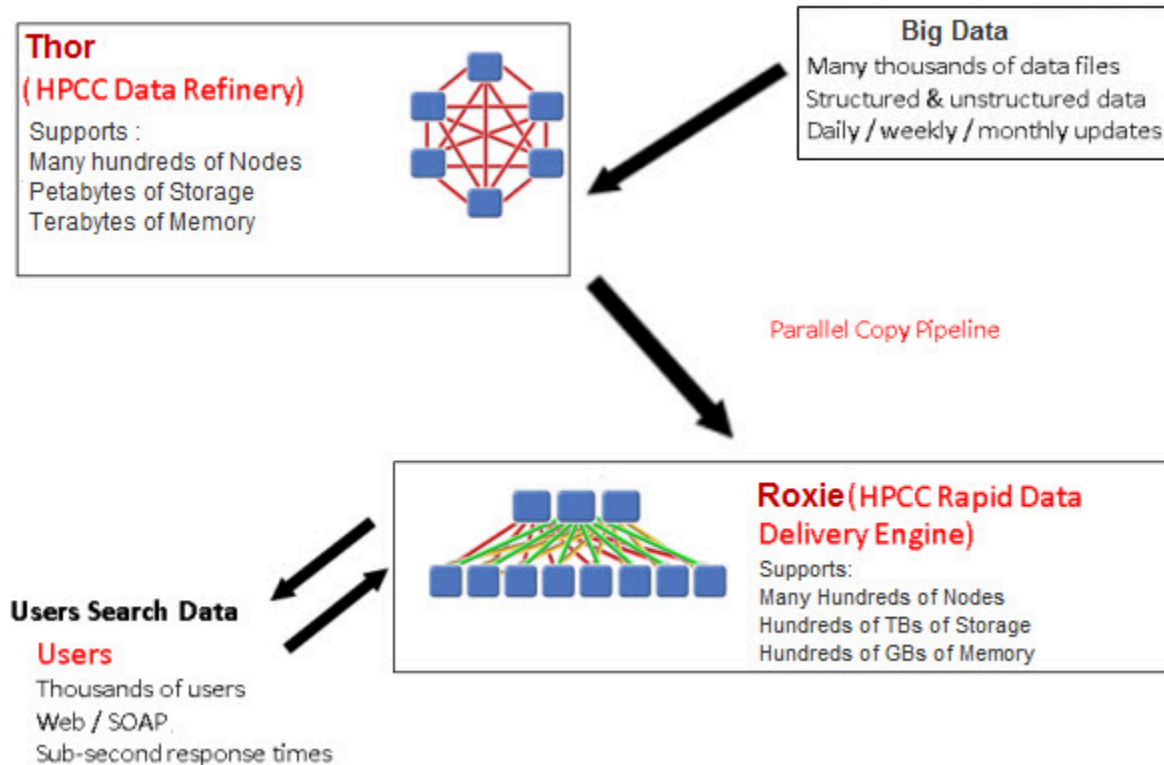 Thor
( HPCC Data Refinery)
Supports :
Many hundreds of Nodes
Petabytes of Storage
Terabytes of Memory
Big Data
Many thousands of data files
Structured & unstructured data
Daily / weekly / monthly updates
Parallel Copy Pipeline
Roxie(HPCC Rapid Data
Delivery Engine)
Supports:
Many Hundreds of Nodes
Hundreds of TBs of Storage
Hundreds of GBs of Memory
Users Search Data
Users
Thousands of users
Web / SOAP
Sub-second response times